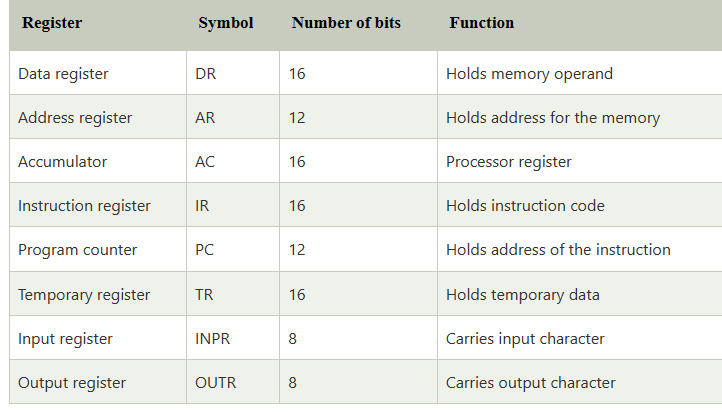 Register Symbol Number of bits Function
Data register DR 16 Holds memory operand
Address register AR 12 Holds address for the memory
Accumulator AC 16 Processor register
Instruction register IR 16 Holds instruction code
Program counter PC 12 Holds address of the instruction
Temporary register TR 16 Holds temporary data
Input register INPR 8 Carries input character
Output register OUTR 8 Carries output character